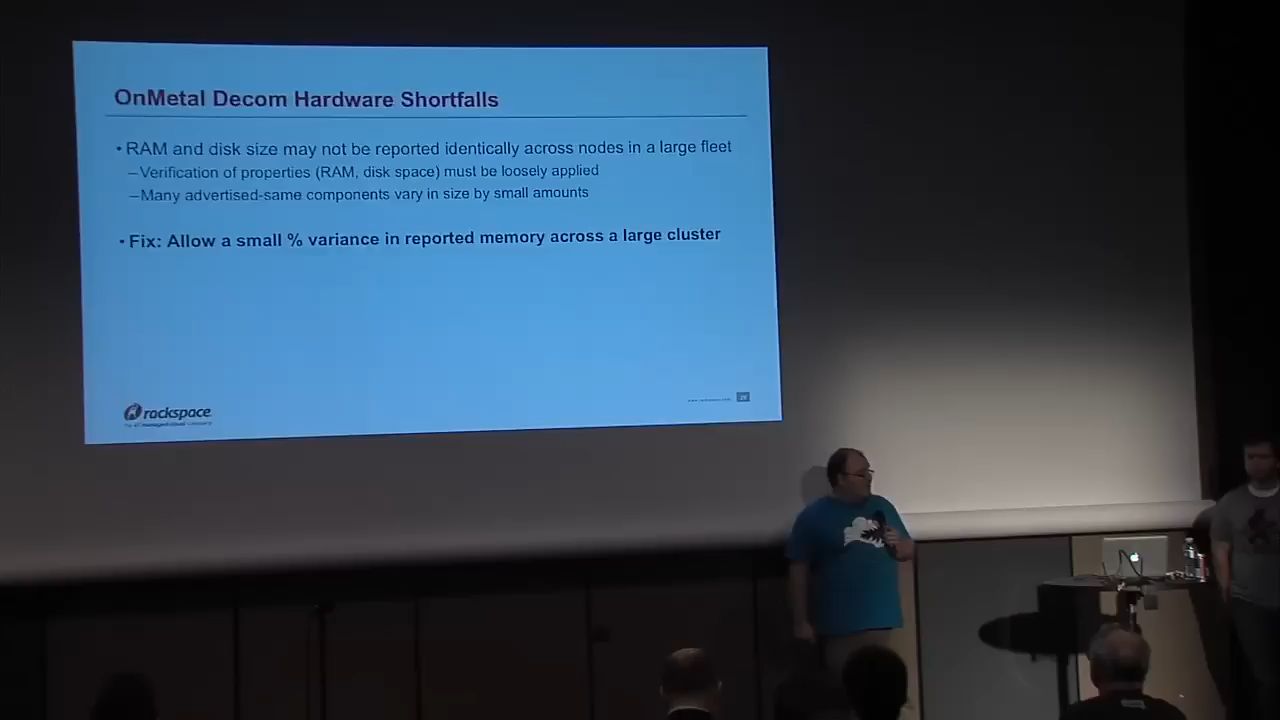 OnMetal Decom Hardware Shortfalls
• RAM and disk size may not be reported identically across nodes in a large fleet
–Verification of properties (RAM, disk space) must be loosely applied
–Many advertised-same components vary in size by small amounts
• Fix: Allow a small % variance in reported memory across a large cluster
rackspace